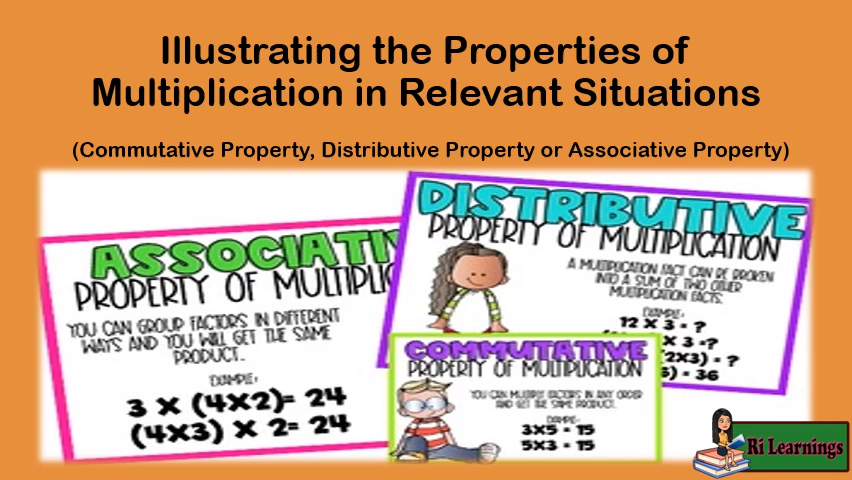 Illustrating the Properties of
Multiplication in Relevant Situations
(Commutative Property, Distributive Property or Associative Property)
ASSOCIATI
PROPERTY OF MULTIPLIC
YOU CAN GROUP FACTORS IN DIFFERENT
WAYS AND YOU WILL GET THE SAME
PRODUCT.
EXAMPLE:
3 X (4X2)= 24
(4X3) X 2= 24
DISTRIBUTIVE
PROPERTY OF MULTIPLICATION
A MULTIPLICATION FACT CAN BE BROKEN
INTO A SUM OF TWO OTHER
MULTIPLICATION FACTS.
EXAMPLE:
12 X 3 = ?
X 3 = ?
(2X3) = ?
6) = 36
COMMUTATIVE
PROPERTY OF MULTIPLICATION
YOU CAN MULTIPLY FACTORS IN ANY ORDER
AND GET THE SAME PRODUCT.
EXAMPLE:
3X5 = 15
5X3 = 15
Ri Learnings